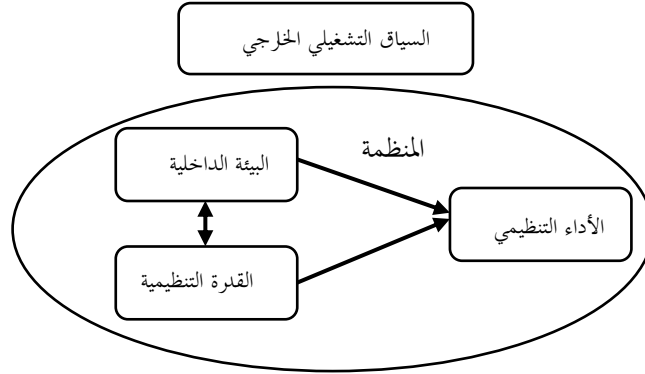 السياق التشغيلي الخارجي
المنظمة
البيئة الداخلية
الأداء التنظيمي
القدرة التنظيمية